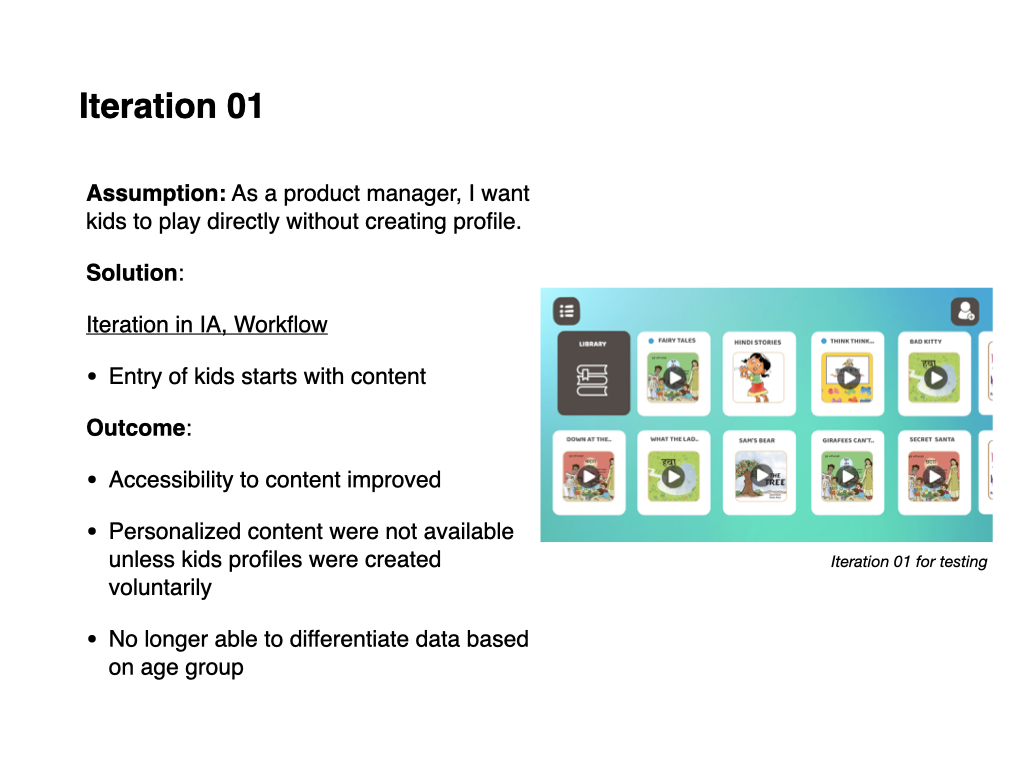 Iteration 01
Assumption: As a product manager, I want
kids to play directly without creating profile.
Solution:
Iteration in IA, Workflow
• Entry of kids starts with content
Outcome:
• Accessibility to content improved
• Personalized content were not available
unless kids profiles were created
voluntarily
• No longer able to differentiate data based
on age group
LIBRARY
FAIRY TALES
HINDI STORIES
THINK THINK...
BAD KITTY
DOWN AT THE..
WHAT THE LAD..
SAM'S BEAR
GIRAFEES CAN'T..
SECRET SANTA
THE
TREE
Iteration 01 for testing